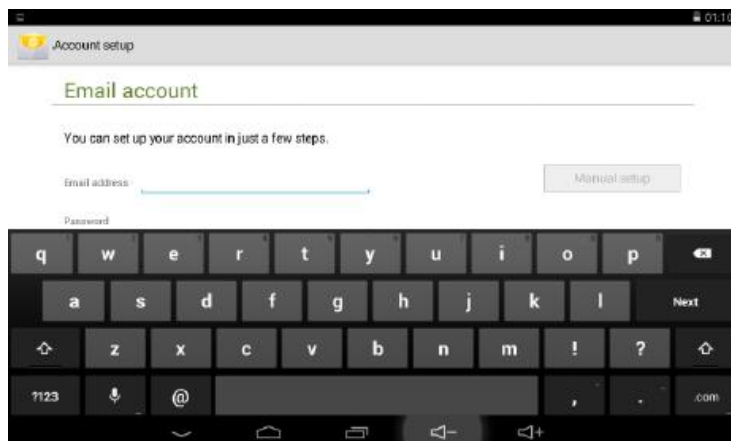 01:10
Account setup
Email account
You can set up your account in just a few steps.
Email address
Manual setup
Password
q w e r t y u i o p
a s d f g h j k l Next
z x c v b n m ! ?
?123 @ , . .com